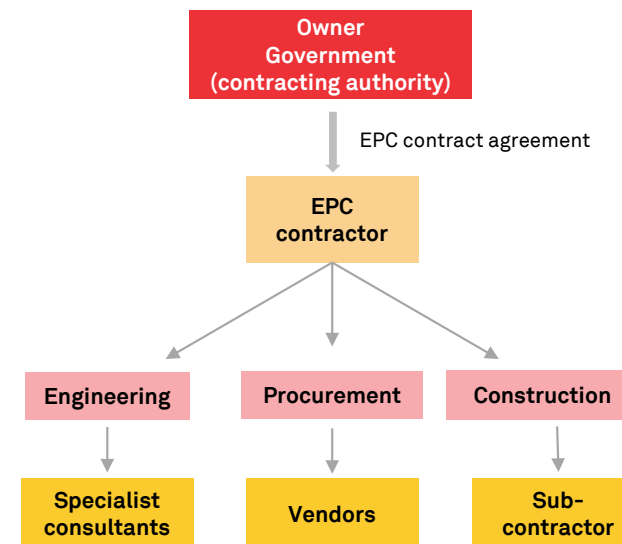 Owner
Government
(contracting authority)
EPC contract agreement
EPC
contractor
Engineering
Procurement
Construction
Specialist
consultants
Vendors
Sub-
contractor